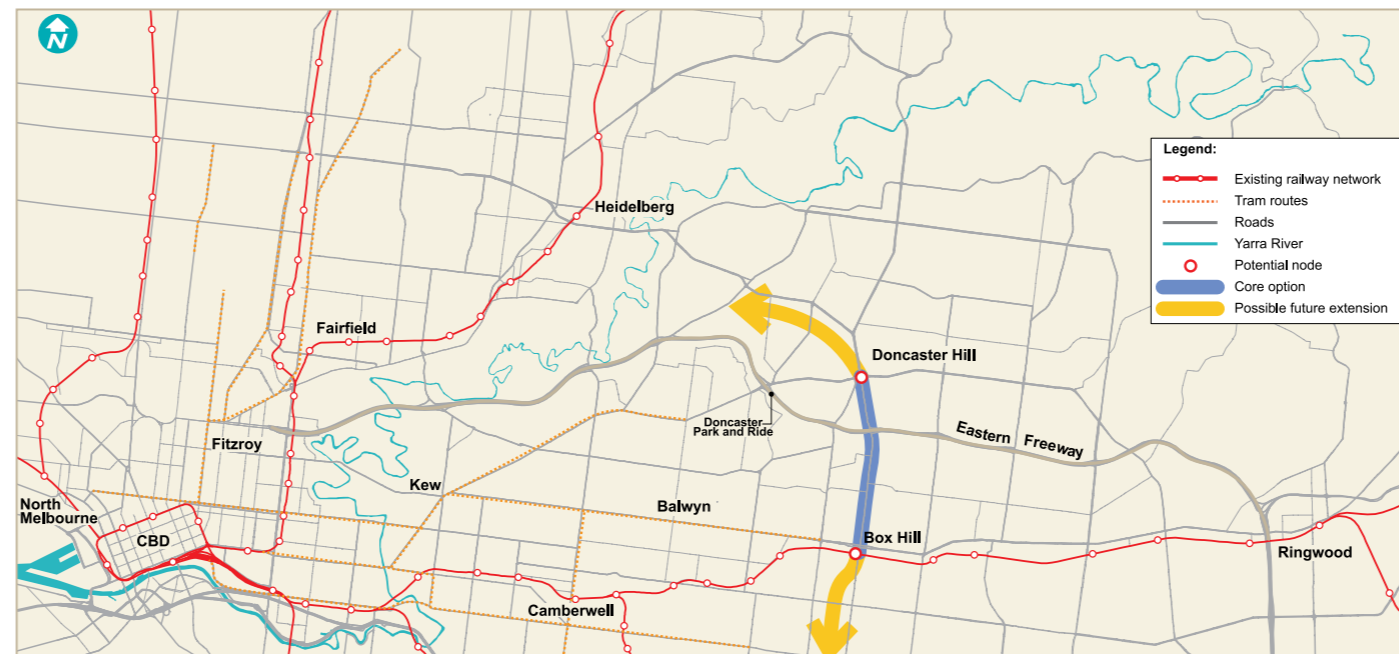 N
Legend:
Existing railway network
Tram routes
Roads
Yarra River
Potential node
Core option
Possible future extension
Heidelberg
Fairfield
Doncaster Hill
Doncaster
Park and Ride
Eastern Freeway
Fitzroy
Kew
Balwyn
North
Melbourne
CBD
Box Hill
Ringwood
Camberwell